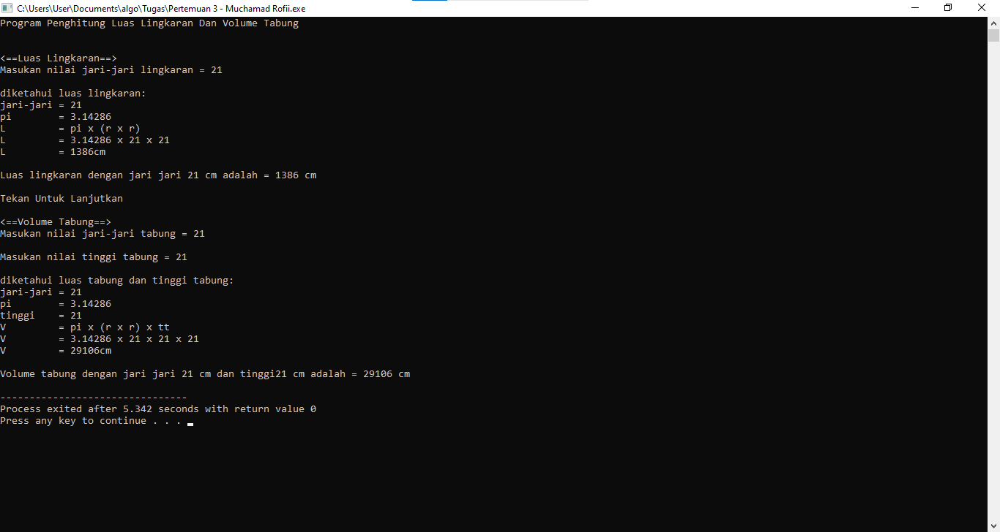 C:\Users\User\Documents\algo\Tugas\Pertemuan 3 - Muchamad Rofii.exe
Program Penghitung Luas Lingkaran Dan Volume Tabung
<==Luas Lingkaran==>
Masukan nilai jari-jari lingkaran = 21
diketahui luas lingkaran:
jari-jari = 21
pi        = 3.14286
L         = pi x (r x r)
L         = 3.14286 x 21 x 21
L         = 1386cm
Luas lingkaran dengan jari jari 21 cm adalah = 1386 cm
Tekan Untuk Lanjutkan
<==Volume Tabung==>
Masukan nilai jari-jari tabung = 21
Masukan nilai tinggi tabung = 21
diketahui luas tabung dan tinggi tabung:
jari-jari = 21
pi        = 3.14286
tinggi    = 21
V         = pi x (r x r) x tt
V         = 3.14286 x 21 x 21 x 21
V         = 29106cm
Volume tabung dengan jari jari 21 cm dan tinggi21 cm adalah = 29106 cm
--------------------------------
Process exited after 5.342 seconds with return value 0
Press any key to continue . . .